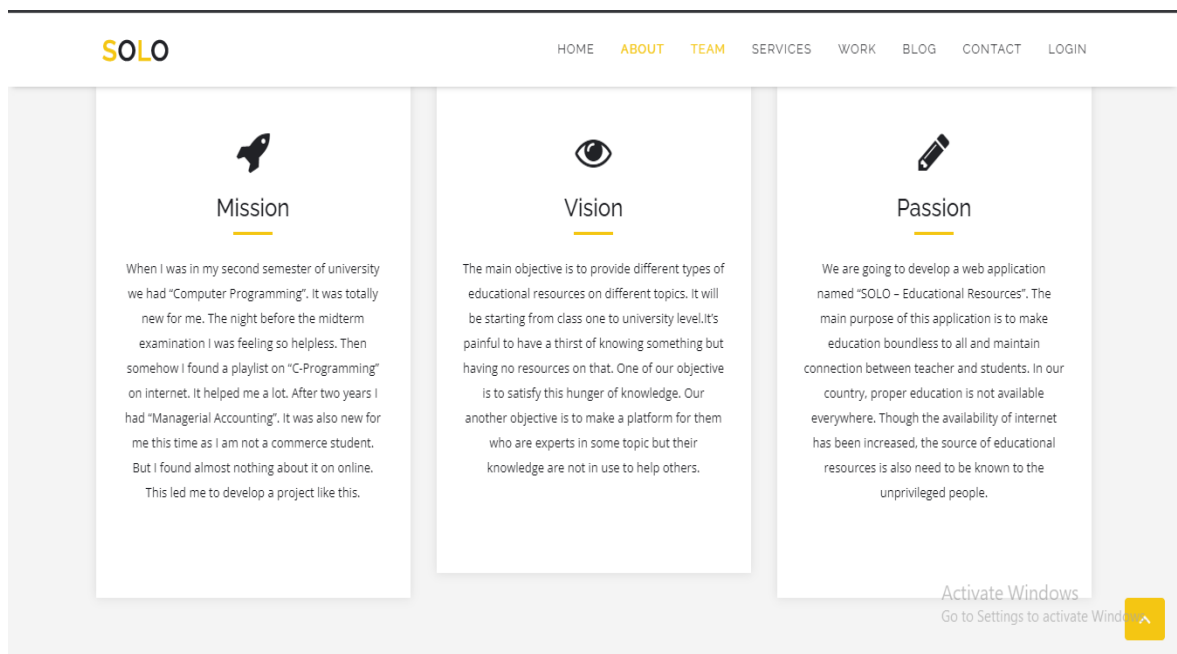 SOLO
HOME ABOUT TEAM SERVICES WORK BLOG CONTACT LOGIN
Mission
When I was in my second semester of university
we had “Computer Programming”. It was totally
new for me. The night before the midterm
examination I was feeling so helpless. Then
somehow I found a playlist on “C-Programming”
on internet. It helped me a lot. After two years I
had “Managerial Accounting”. It was also new for
me this time as I am not a commerce student.
But I found almost nothing about it on online.
This led me to develop a project like this.
Vision
The main objective is to provide different types of
educational resources on different topics. It will
be starting from class one to university level.It’s
painful to have a thirst of knowing something but
having no resources on that. One of our objective
is to satisfy this hunger of knowledge. Our
another objective is to make a platform for them
who are experts in some topic but their
knowledge are not in use to help others.
Passion
We are going to develop a web application
named “SOLO – Educational Resources”. The
main purpose of this application is to make
education boundless to all and maintain
connection between teacher and students. In our
country, proper education is not available
everywhere. Though the availability of internet
has been increased, the source of educational
resources is also need to be known to the
unprivileged people.
Activate Windows
Go to Settings to activate Windows.